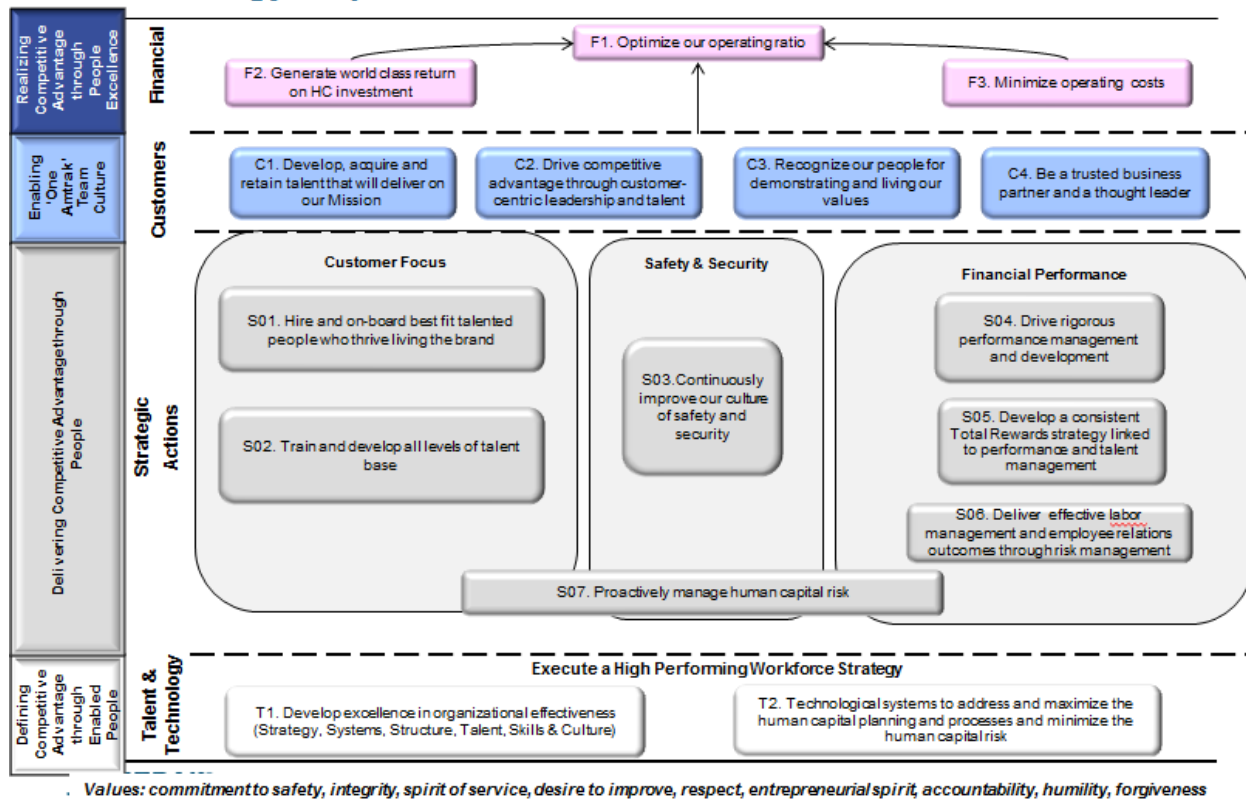 Realizing
Competitive
Advantage
through
People
Excellence
Financial
F1. Optimize our operating ratio
F2. Generate world class return
on HC investment
F3. Minimize operating costs
Enabling
'One
Amtrak'
Team
Culture
Customers
C1. Develop, acquire and
retain talent that will deliver on
our Mission
C2. Drive competitive
advantage through customer-
centric leadership and talent
C3. Recognize our people for
demonstrating and living our
values
C4. Be a trusted business
partner and a thought leader
Delivering Competitive Advantage through
People
Strategic
Actions
Customer Focus
S01. Hire and on-board best fit talented
people who thrive living the brand
S02. Train and develop all levels of talent
base
Safety & Security
S03.Continuously
improve our culture
of safety and
security
Financial Performance
S04. Drive rigorous
performance management
and development
S05. Develop a consistent
Total Rewards strategy linked
to performance and talent
management
S06. Deliver effective labor
management and employee relations
outcomes through risk management
S07. Proactively manage human capital risk
Defining
Competitive
Advantage
through
Enabled
People
Talent &
Technology
Execute a High Performing Workforce Strategy
T1. Develop excellence in organizational effectiveness
(Strategy, Systems, Structure, Talent, Skills & Culture)
T2. Technological systems to address and maximize the
human capital planning and processes and minimize the
human capital risk
Values: commitment to safety, integrity, spirit of service, desire to improve, respect, entrepreneurial spirit, accountability, humility, forgiveness